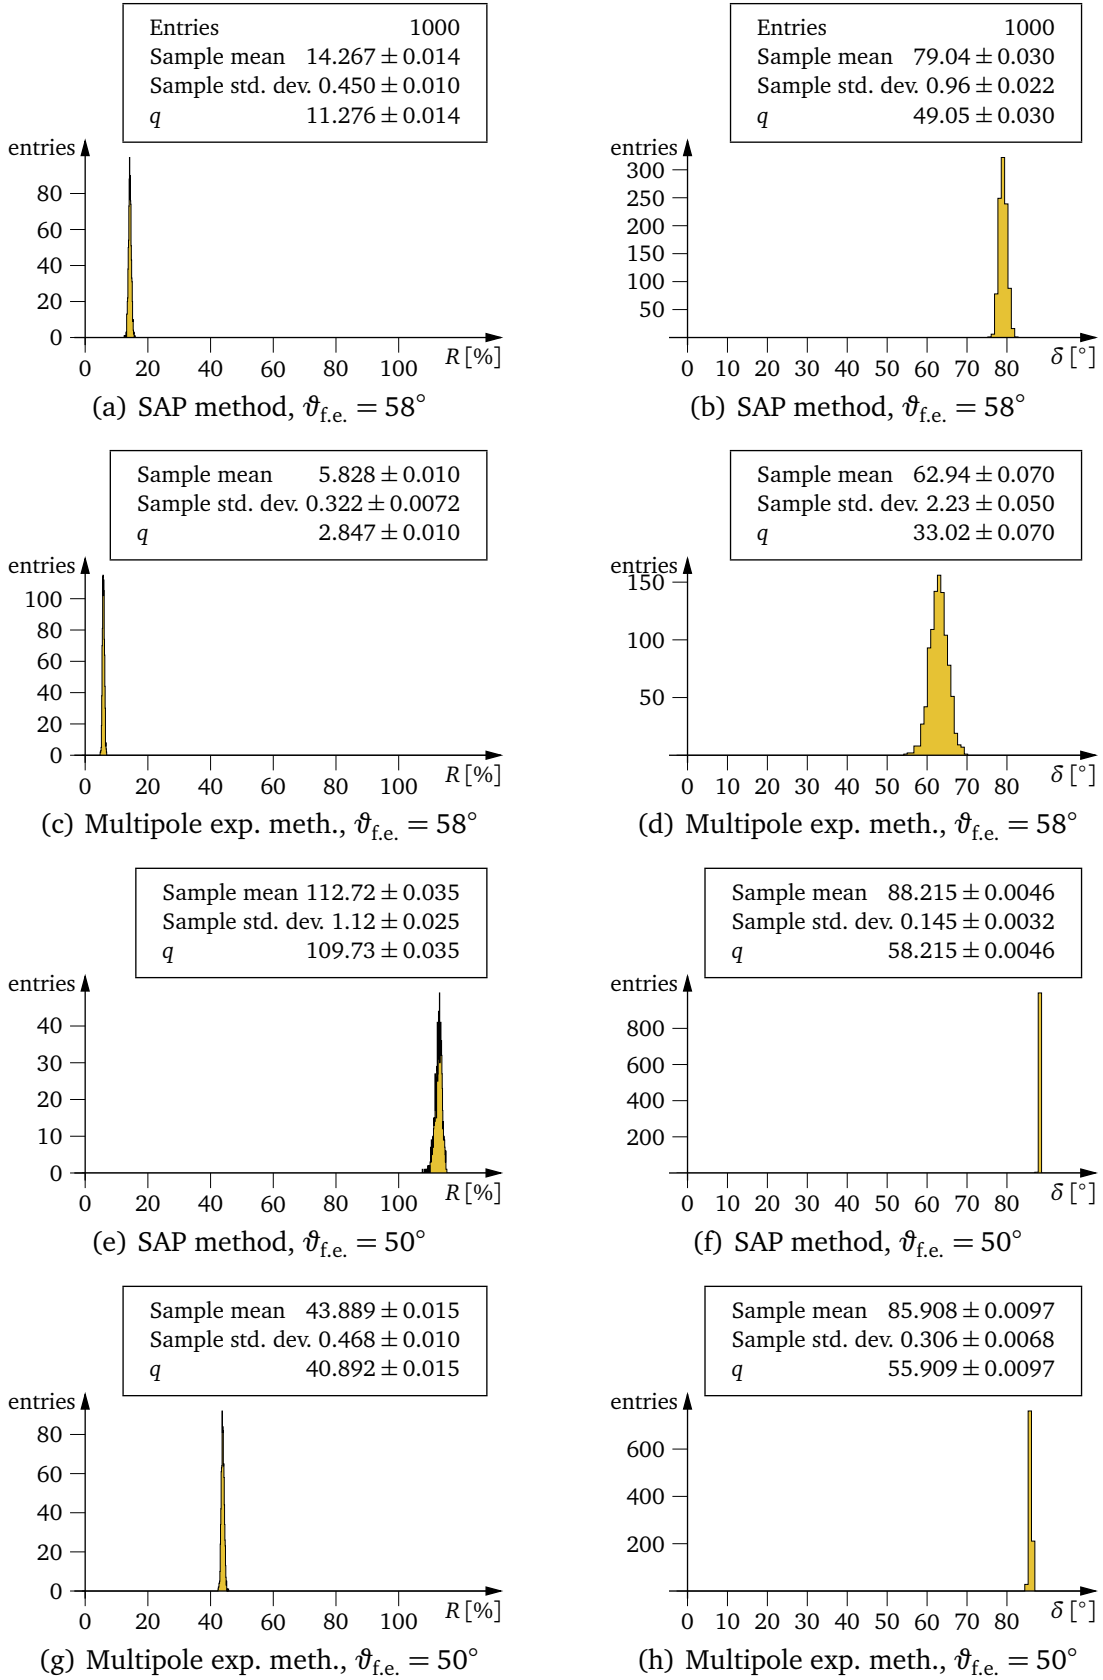 Entries 1000
Sample mean 14.267 ± 0.014
Sample std. dev. 0.450 ± 0.010
q 11.276 ± 0.014
entries
80
60
40
20
0
0 20 40 60 80 100 R [%]
(a) SAP method, ϑf.e. = 58°
Entries 1000
Sample mean 79.04 ± 0.030
Sample std. dev. 0.96 ± 0.022
q 49.05 ± 0.030
entries
300
250
200
150
100
50
0 10 20 30 40 50 60 70 80 δ [°]
(b) SAP method, ϑf.e. = 58°
Sample mean 5.828 ± 0.010
Sample std. dev. 0.322 ± 0.0072
q 2.847 ± 0.010
entries
100
80
60
40
20
0
0 20 40 60 80 100 R [%]
(c) Multipole exp. meth., ϑf.e. = 58°
Sample mean 62.94 ± 0.070
Sample std. dev. 2.23 ± 0.050
q 33.02 ± 0.070
entries
150
100
50
0 10 20 30 40 50 60 70 80 δ [°]
(d) Multipole exp. meth., ϑf.e. = 58°
Sample mean 112.72 ± 0.035
Sample std. dev. 1.12 ± 0.025
q 109.73 ± 0.035
entries
40
30
20
10
0
0 20 40 60 80 100 R [%]
(e) SAP method, ϑf.e. = 50°
Sample mean 88.215 ± 0.0046
Sample std. dev. 0.145 ± 0.0032
q 58.215 ± 0.0046
entries
800
600
400
200
0 10 20 30 40 50 60 70 80 δ [°]
(f) SAP method, ϑf.e. = 50°
Sample mean 43.889 ± 0.015
Sample std. dev. 0.468 ± 0.010
q 40.892 ± 0.015
entries
80
60
40
20
0
0 20 40 60 80 100 R [%]
(g) Multipole exp. meth., ϑf.e. = 50°
Sample mean 85.908 ± 0.0097
Sample std. dev. 0.306 ± 0.0068
q 55.909 ± 0.0097
entries
600
400
200
0 10 20 30 40 50 60 70 80 δ [°]
(h) Multipole exp. meth., ϑf.e. = 50°